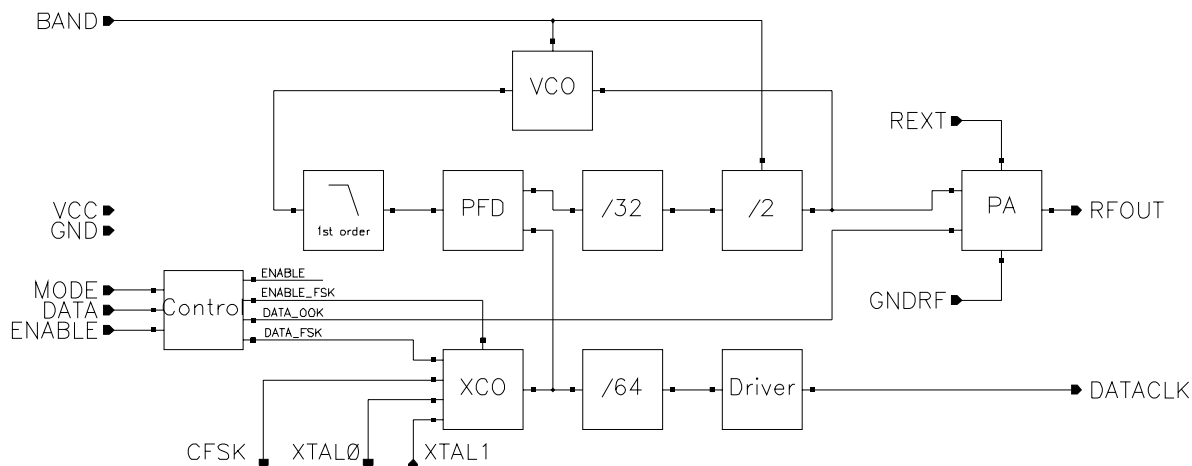 BAND
VCO
REXT
VCC
GND
1st order
PFD
/32
/2
PA
RFOUT
MODE
DATA
ENABLE
Control
ENABLE
ENABLE_FSK
DATA_OOK
DATA_FSK
GNDRF
XCO
/64
Driver
DATACLK
CFSK
XTALØ
XTAL1